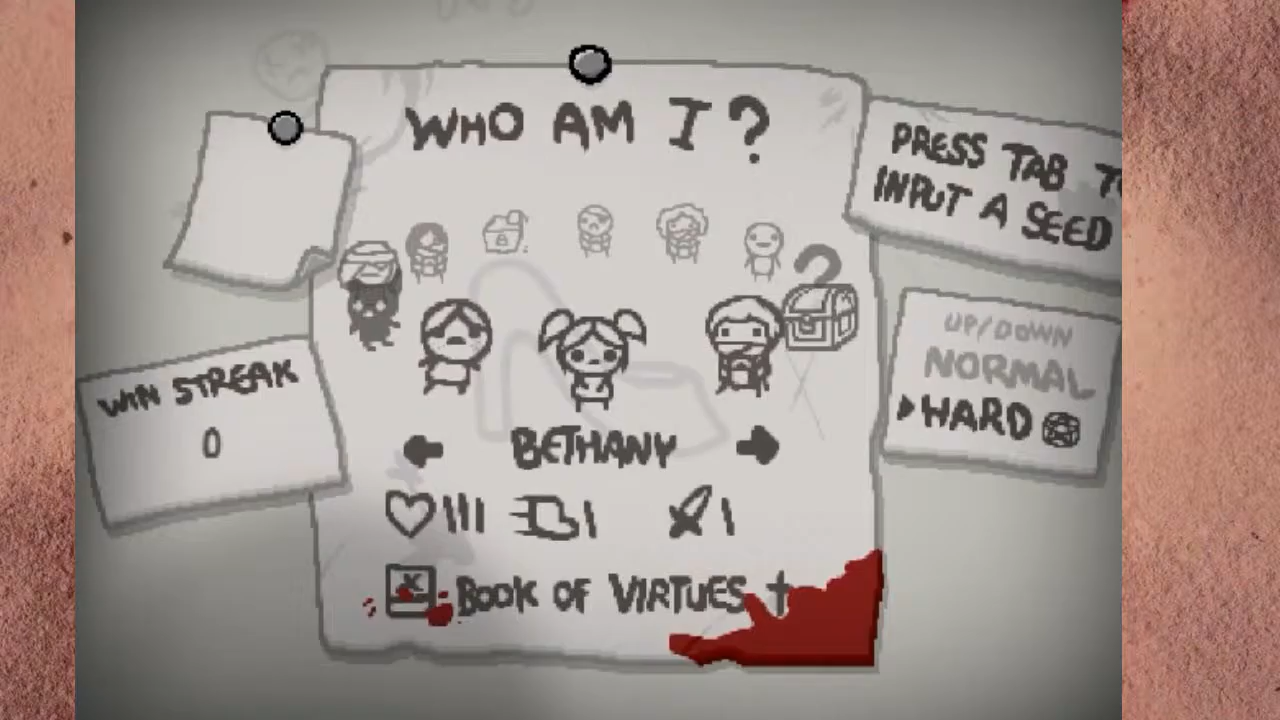 WHO AM I?
PRESS TAB
INPUT A SEED
UP/DOWN
NORMAL
HARD
WIN STREAK
0
BETHANY
BOOK OF VIRTUES